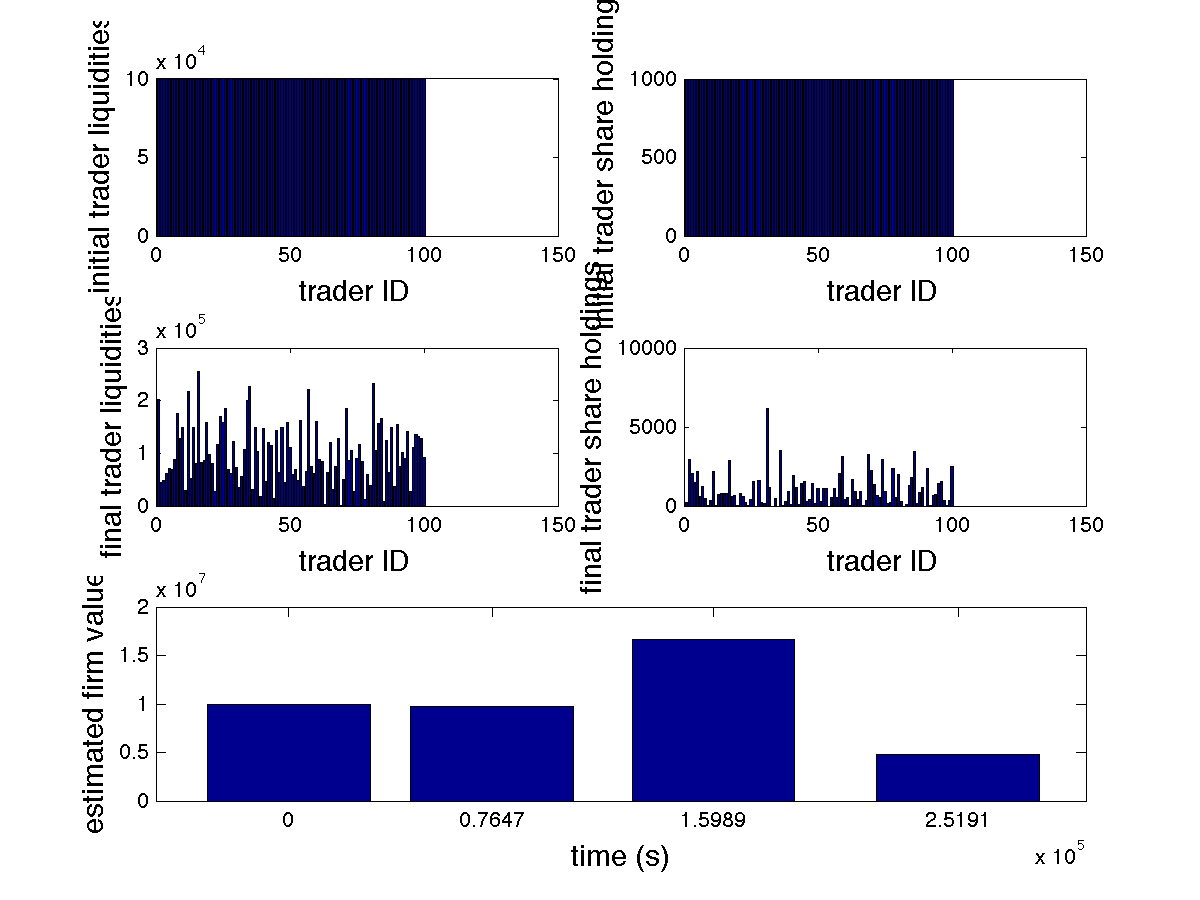 x 10^4
10
5
0
0 50 100 150
trader ID
initial trader liquidities
1000
500
0
0 50 100 150
trader ID
initial trader share holding
x 10^5
3
2
1
0
0 50 100 150
trader ID
final trader liquidities
10000
5000
0
0 50 100 150
trader ID
final trader share holdings
x 10^7
2
1.5
1
0.5
0
0 0.7647 1.5989 2.5191
time (s)
x 10^5
estimated firm value